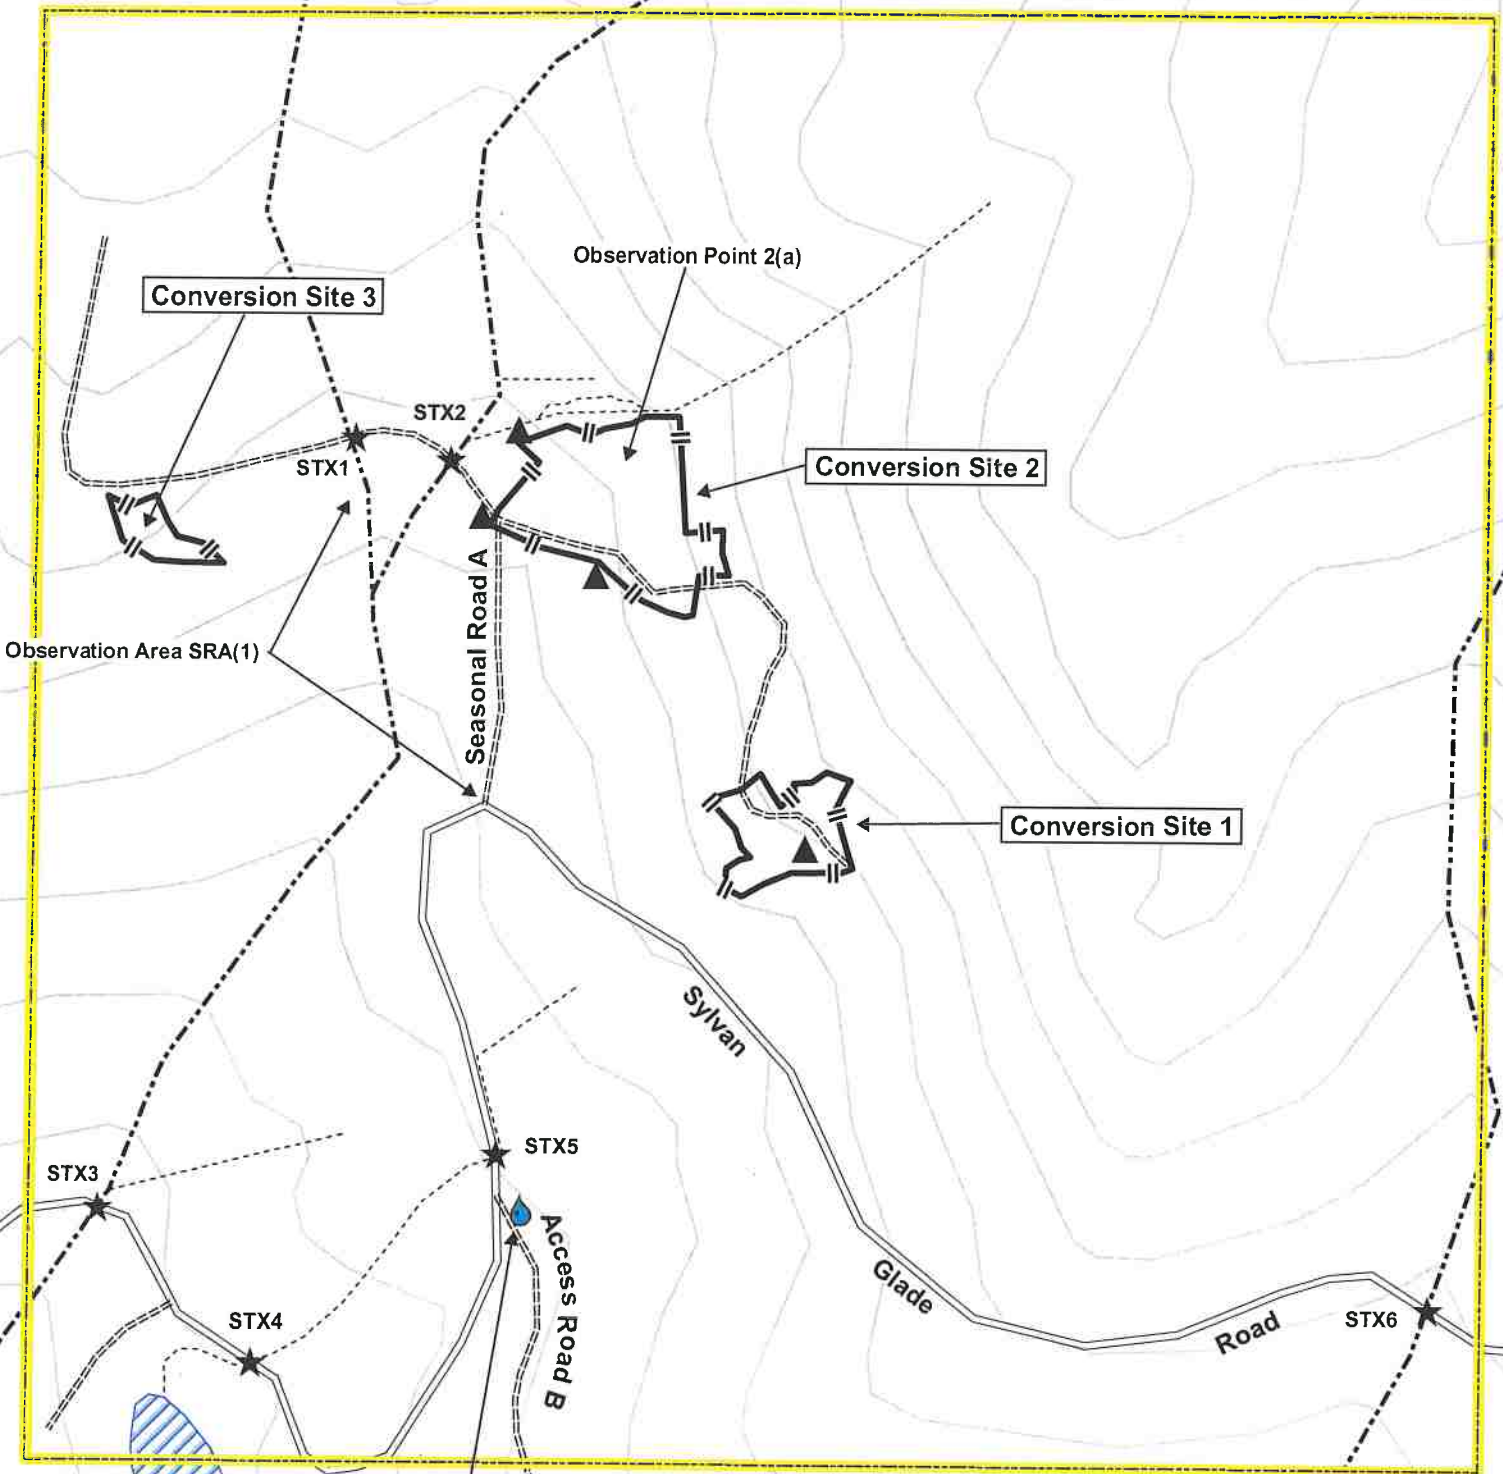 Observation Point 2(a)
Conversion Site 3
STX2
STX1
Conversion Site 2
Seasonal Road A
Observation Area SRA(1)
Conversion Site 1
Sylvan
Glade
Road
STX5
STX3
Access Road B
STX4
STX6